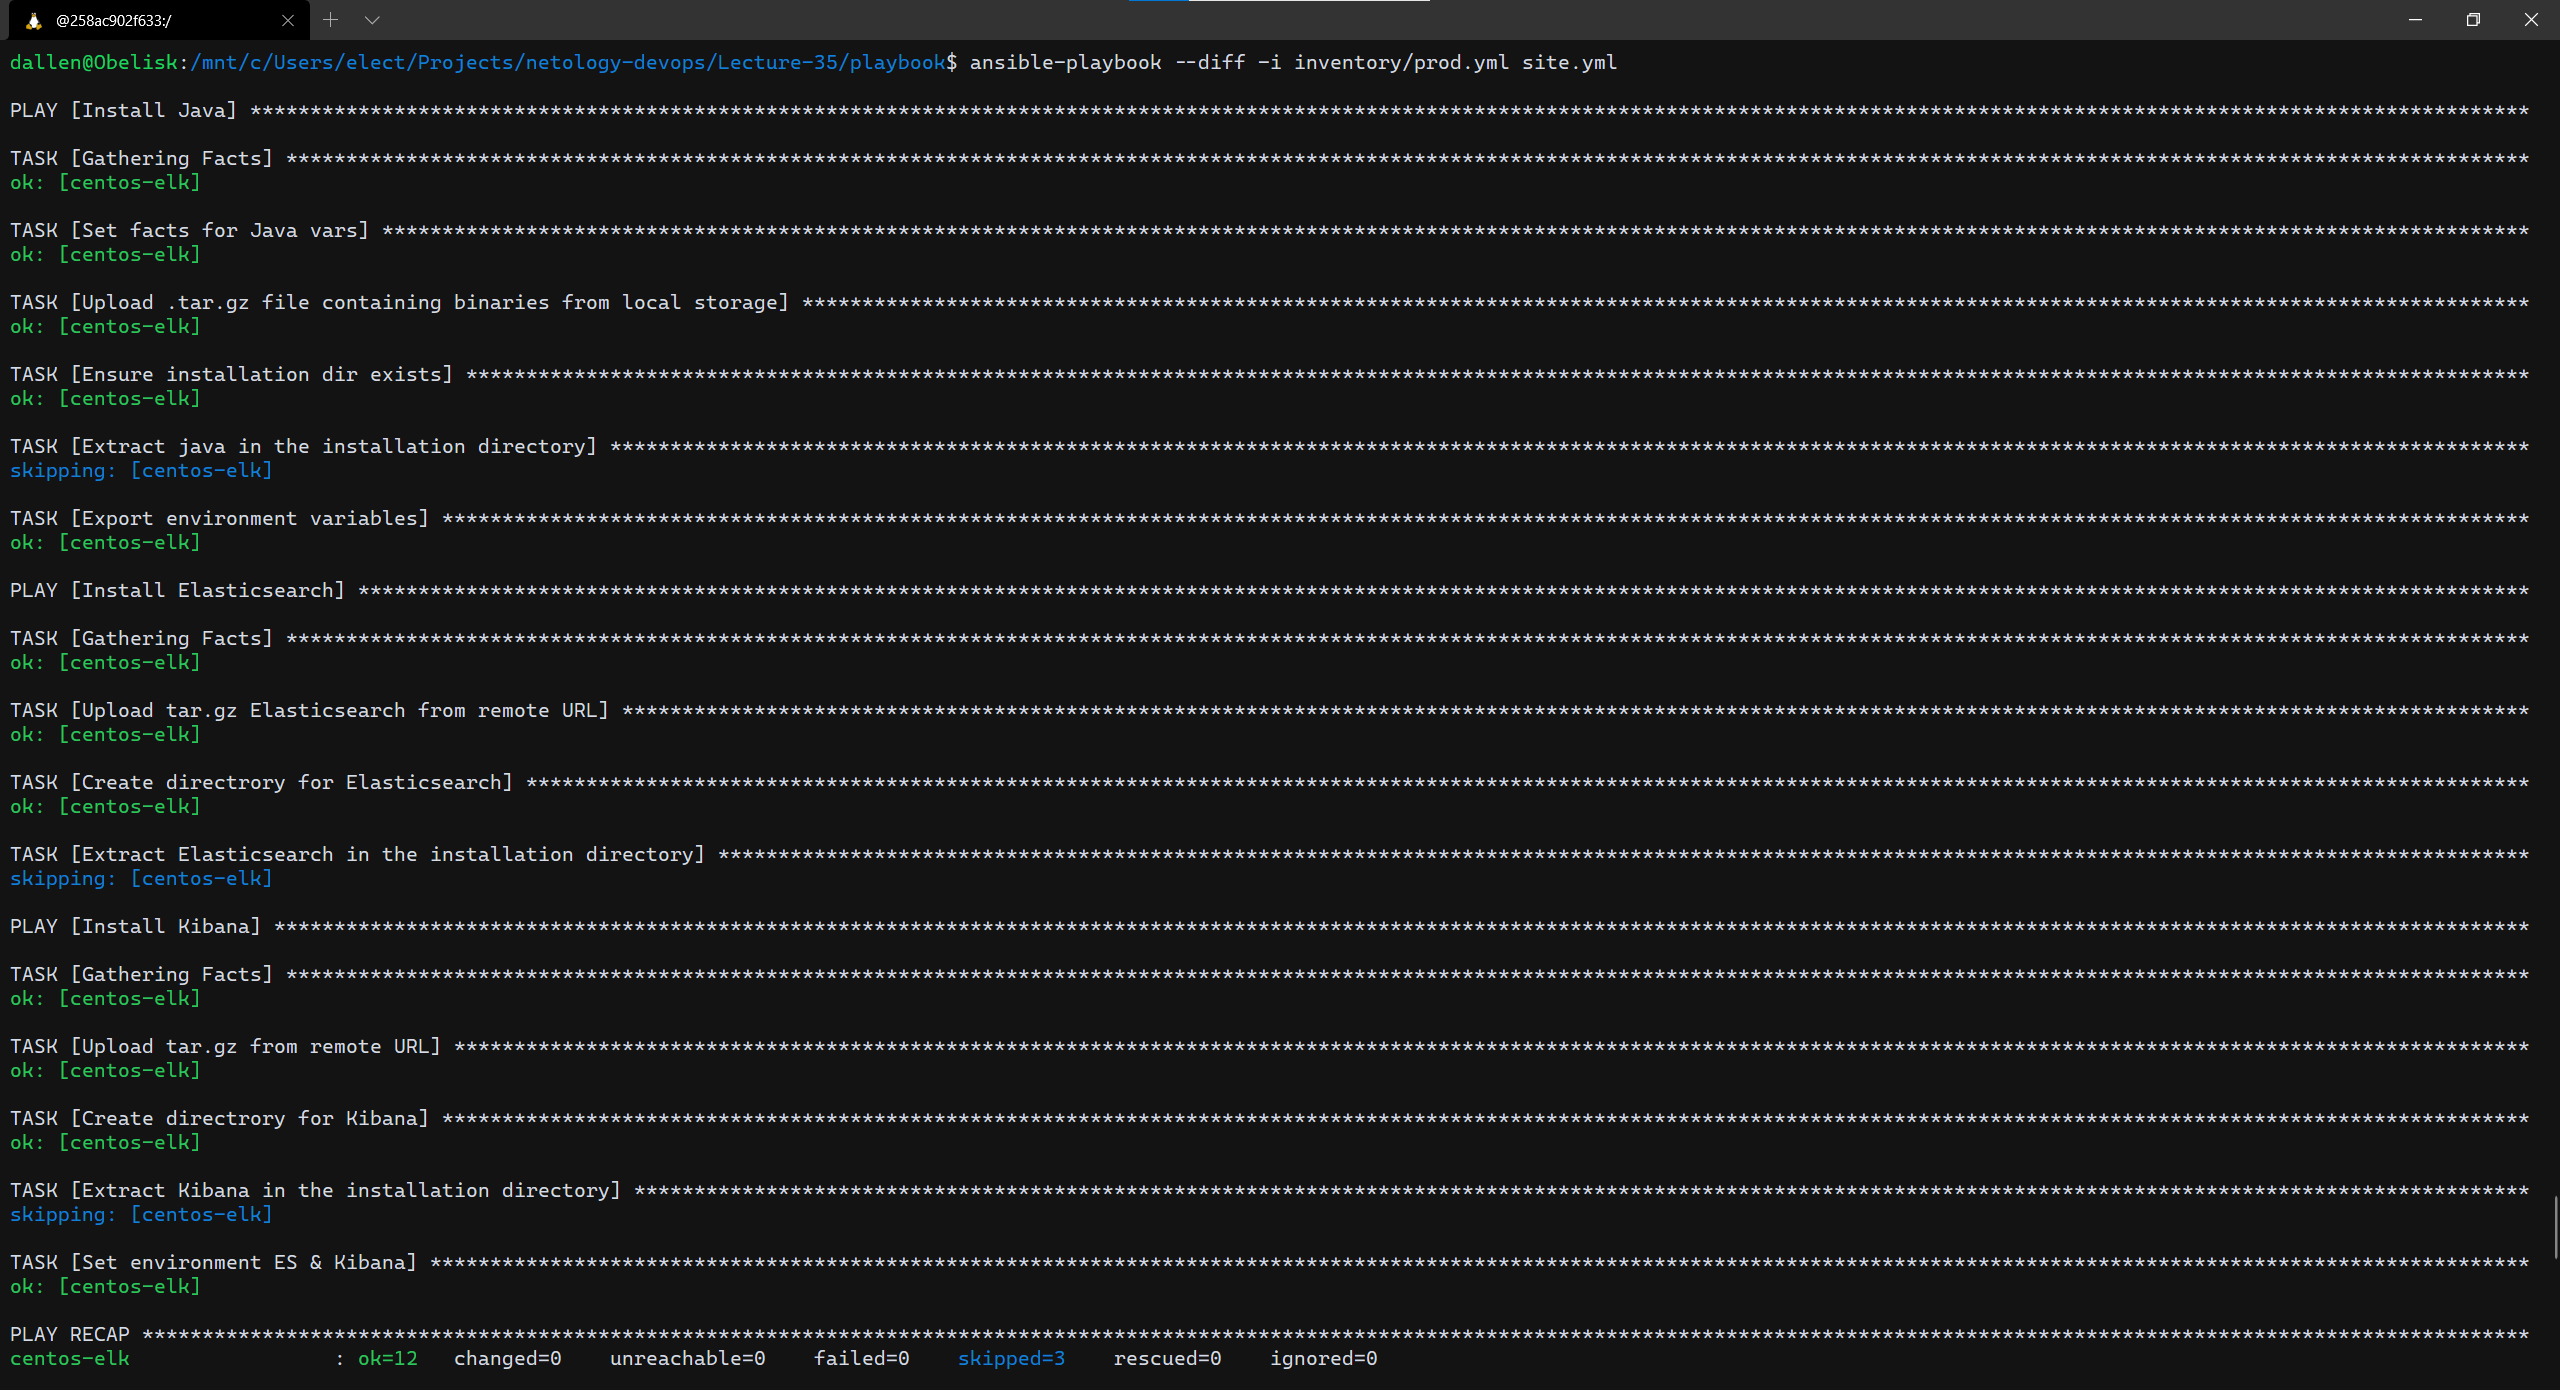 @258ac902f633:/
dallen@Obelisk:/mnt/c/Users/elect/Projects/netology-devops/Lecture-35/playbook$ ansible-playbook --diff -i inventory/prod.yml site.yml
PLAY [Install Java] **********************************************************************************************************************************************************************************************
TASK [Gathering Facts] *******************************************************************************************************************************************************************************************
ok: [centos-elk]
TASK [Set facts for Java vars] ***********************************************************************************************************************************************************************************
ok: [centos-elk]
TASK [Upload .tar.gz file containing binaries from local storage] ************************************************************************************************************************************************
ok: [centos-elk]
TASK [Ensure installation dir exists] ****************************************************************************************************************************************************************************
ok: [centos-elk]
TASK [Extract java in the installation directory] ****************************************************************************************************************************************************************
skipping: [centos-elk]
TASK [Export environment variables] ******************************************************************************************************************************************************************************
ok: [centos-elk]
PLAY [Install Elasticsearch] *************************************************************************************************************************************************************************************
TASK [Gathering Facts] *******************************************************************************************************************************************************************************************
ok: [centos-elk]
TASK [Upload tar.gz Elasticsearch from remote URL] ***************************************************************************************************************************************************************
ok: [centos-elk]
TASK [Create directrory for Elasticsearch] ***********************************************************************************************************************************************************************
ok: [centos-elk]
TASK [Extract Elasticsearch in the installation directory] *******************************************************************************************************************************************************
skipping: [centos-elk]
PLAY [Install Kibana] ********************************************************************************************************************************************************************************************
TASK [Gathering Facts] *******************************************************************************************************************************************************************************************
ok: [centos-elk]
TASK [Upload tar.gz from remote URL] *****************************************************************************************************************************************************************************
ok: [centos-elk]
TASK [Create directrory for Kibana] ******************************************************************************************************************************************************************************
ok: [centos-elk]
TASK [Extract Kibana in the installation directory] **************************************************************************************************************************************************************
skipping: [centos-elk]
TASK [Set environment ES & Kibana] *******************************************************************************************************************************************************************************
ok: [centos-elk]
PLAY RECAP *******************************************************************************************************************************************************************************************************
centos-elk                 : ok=12   changed=0    unreachable=0    failed=0    skipped=3    rescued=0    ignored=0